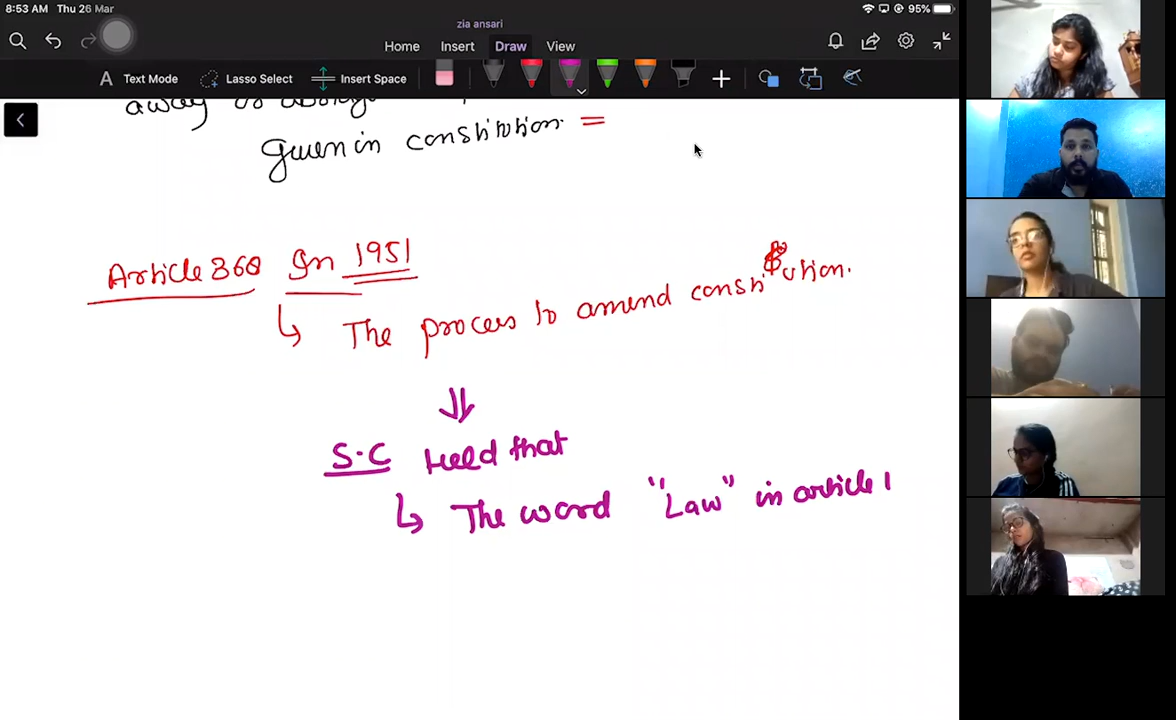 8:53 AM Thu 26 Mar
95%
zia ansari
Home Insert Draw View
Text Mode Lasso Select Insert Space
away
given in constitution =
Article 368 In 1951
The process to amend constitution.
S.C Held that
The word "Law" in article 1